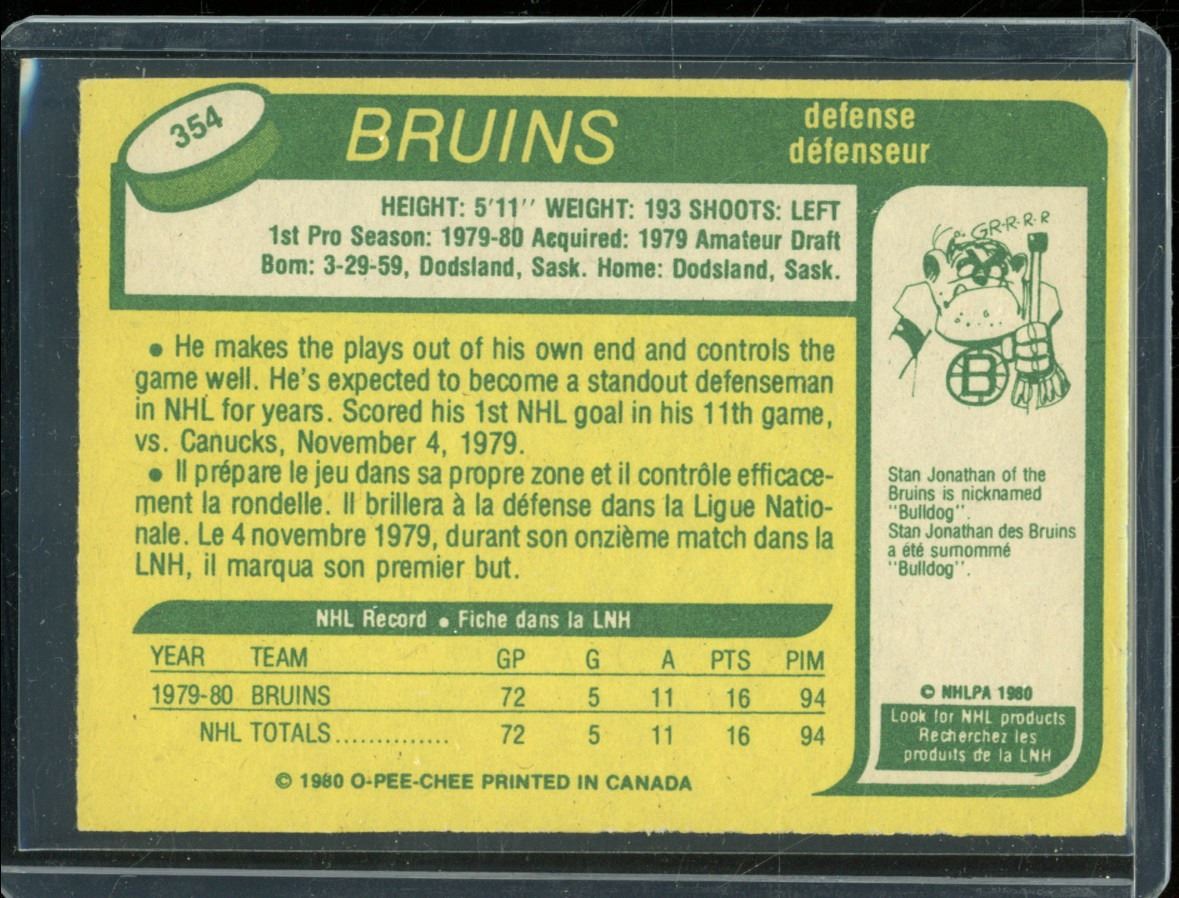 354
BRUINS
defense
défenseur
HEIGHT: 5'11'' WEIGHT: 193 SHOOTS: LEFT
1st Pro Season: 1979-80 Acquired: 1979 Amateur Draft
Born: 3-29-59, Dodsland, Sask. Home: Dodsland, Sask.
• He makes the plays out of his own end and controls the
game well. He's expected to become a standout defenseman
in NHL for years. Scored his 1st NHL goal in his 11th game,
vs. Canucks, November 4, 1979.
• Il prépare le jeu dans sa propre zone et il contrôle efficace-
ment la rondelle. Il brillera à la défense dans la Ligue Natio-
nale. Le 4 novembre 1979, durant son onzième match dans la
LNH, il marqua son premier but.
NHL Record • Fiche dans la LNH
YEAR TEAM GP G A PTS PIM
1979-80 BRUINS 72 5 11 16 94
NHL TOTALS.............. 72 5 11 16 94
© 1980 O-PEE-CHEE PRINTED IN CANADA
GR-R-R-R
B
Stan Jonathan of the
Bruins is nicknamed
"Bulldog".
Stan Jonathan des Bruins
a été surnommé
"Bulldog".
© NHLPA 1980
Look for NHL products
Recherchez les
produits de la LNH